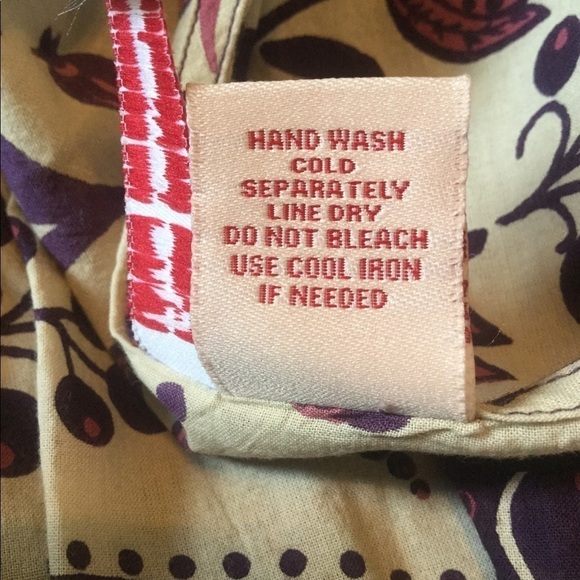 HAND WASH
COLD
SEPARATELY
LINE DRY
DO NOT BLEACH
USE COOL IRON
IF NEEDED